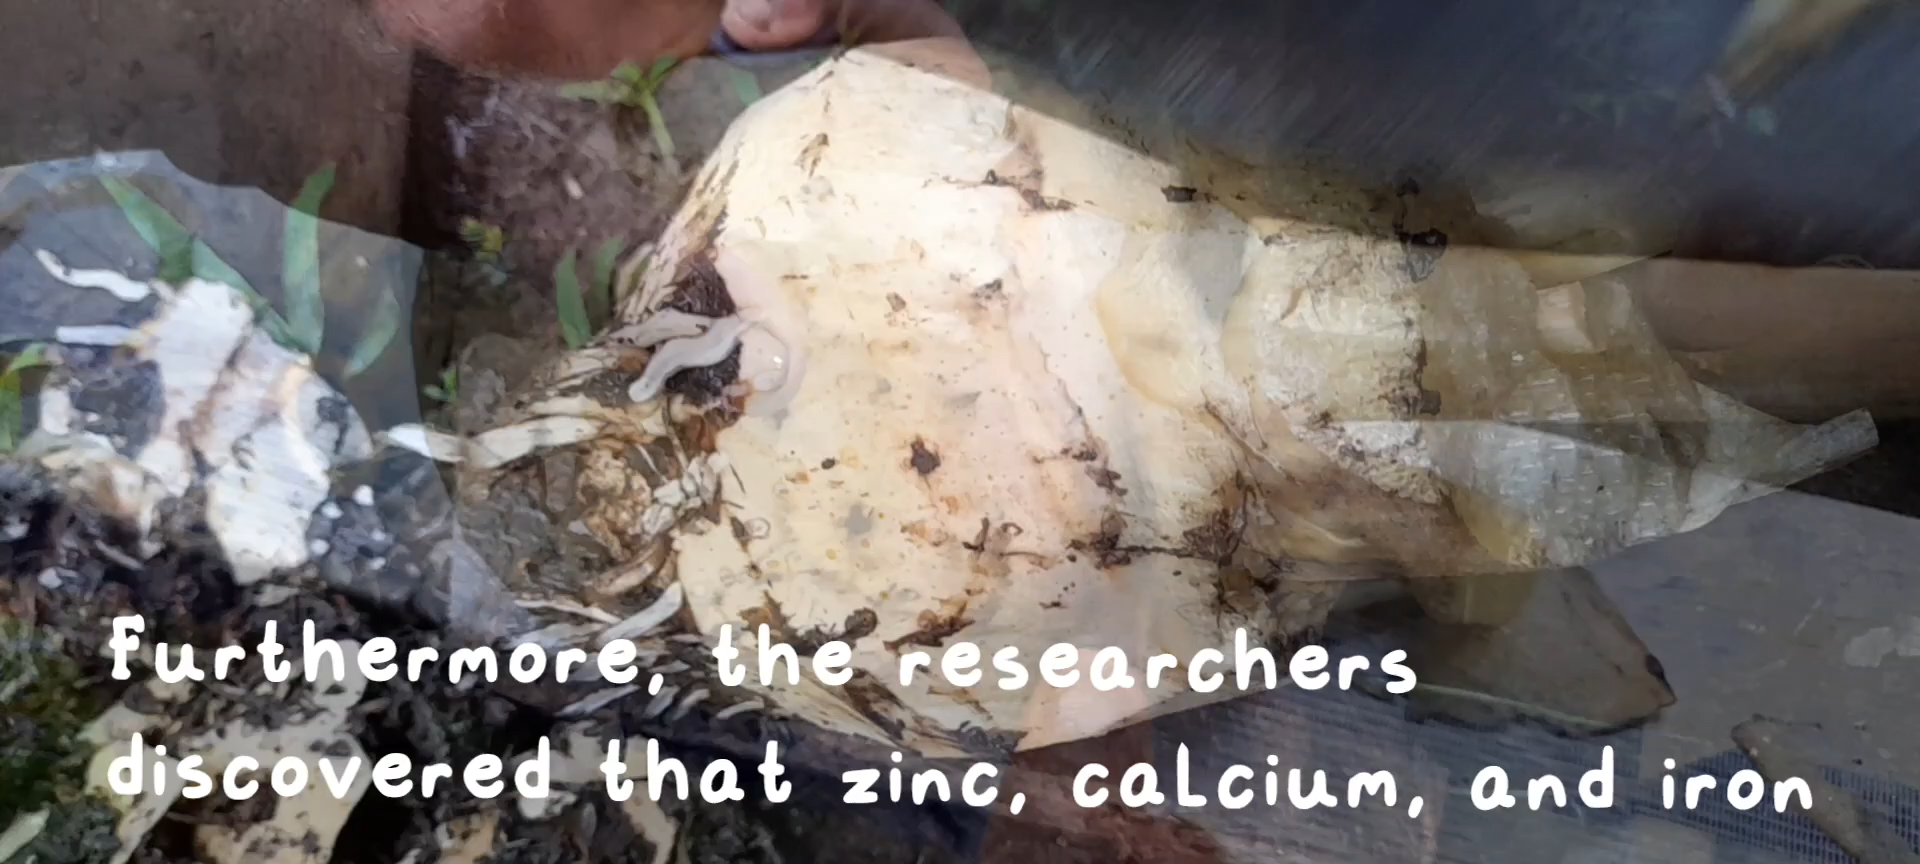 Furthermore, the researchers
discovered that zinc, calcium, and iron